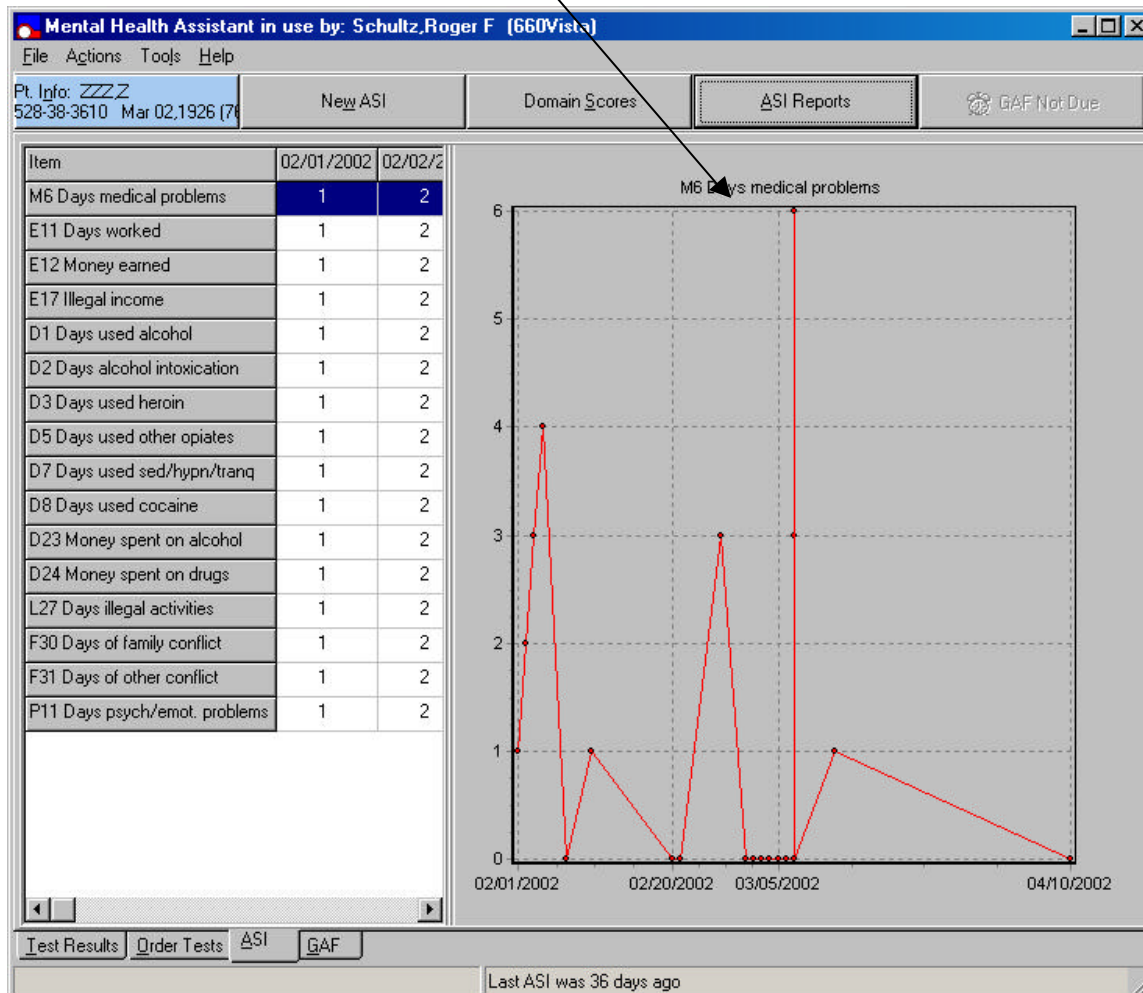 Mental Health Assistant in use by: Schultz,Roger F (660Vista)
File Actions Tools Help
Pt. Info: ZZZ,Z
528-38-3610 Mar 02,1926 (76
New ASI
Domain Scores
ASI Reports
GAF Not Due
Item 02/01/2002 02/02/2
M6 Days medical problems 1 2
E11 Days worked 1 2
E12 Money earned 1 2
E17 Illegal income 1 2
D1 Days used alcohol 1 2
D2 Days alcohol intoxication 1 2
D3 Days used heroin 1 2
D5 Days used other opiates 1 2
D7 Days used sed/hypn/tranq 1 2
D8 Days used cocaine 1 2
D23 Money spent on alcohol 1 2
D24 Money spent on drugs 1 2
L27 Days illegal activities 1 2
F30 Days of family conflict 1 2
F31 Days of other conflict 1 2
P11 Days psych/emot. problems 1 2
M6 Days medical problems
6
5
4
3
2
1
0
02/01/2002 02/20/2002 03/05/2002 04/10/2002
Test Results Order Tests ASI GAF
Last ASI was 36 days ago